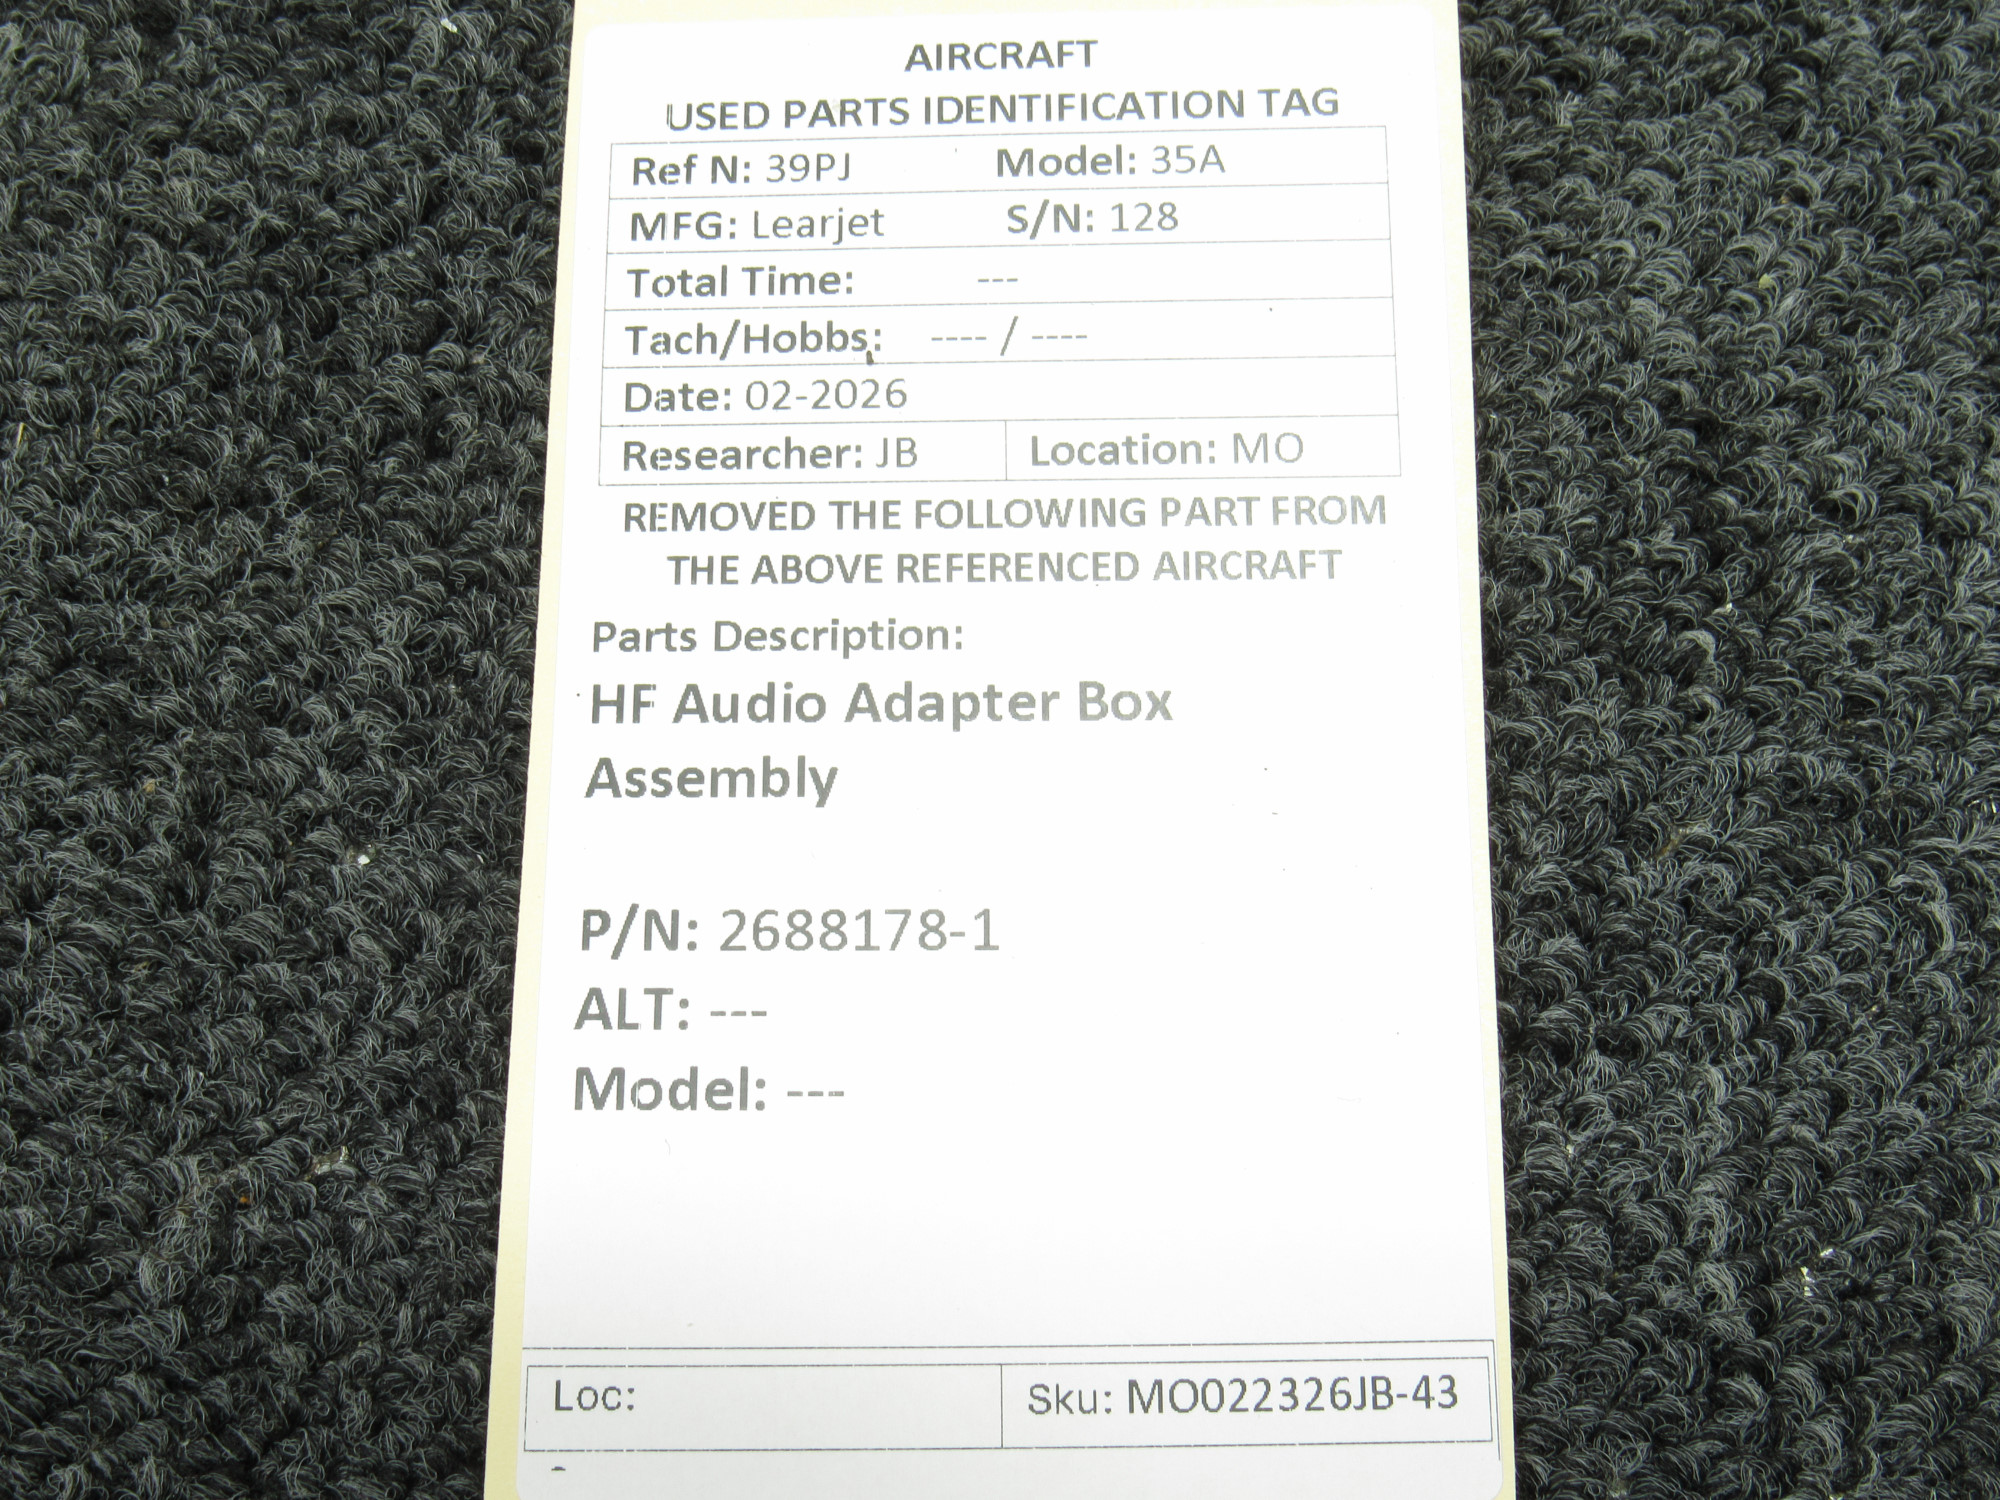 AIRCRAFT
USED PARTS IDENTIFICATION TAG
Ref N: 39PJ Model: 35A
MFG: Learjet S/N: 128
Total Time: ---
Tach/Hobbs: ---- / ----
Date: 02-2026
Researcher: JB Location: MO
REMOVED THE FOLLOWING PART FROM
THE ABOVE REFERENCED AIRCRAFT
Parts Description:
HF Audio Adapter Box
Assembly
P/N: 2688178-1
ALT: ---
Model: ---
Loc: Sku: MO022326JB-43